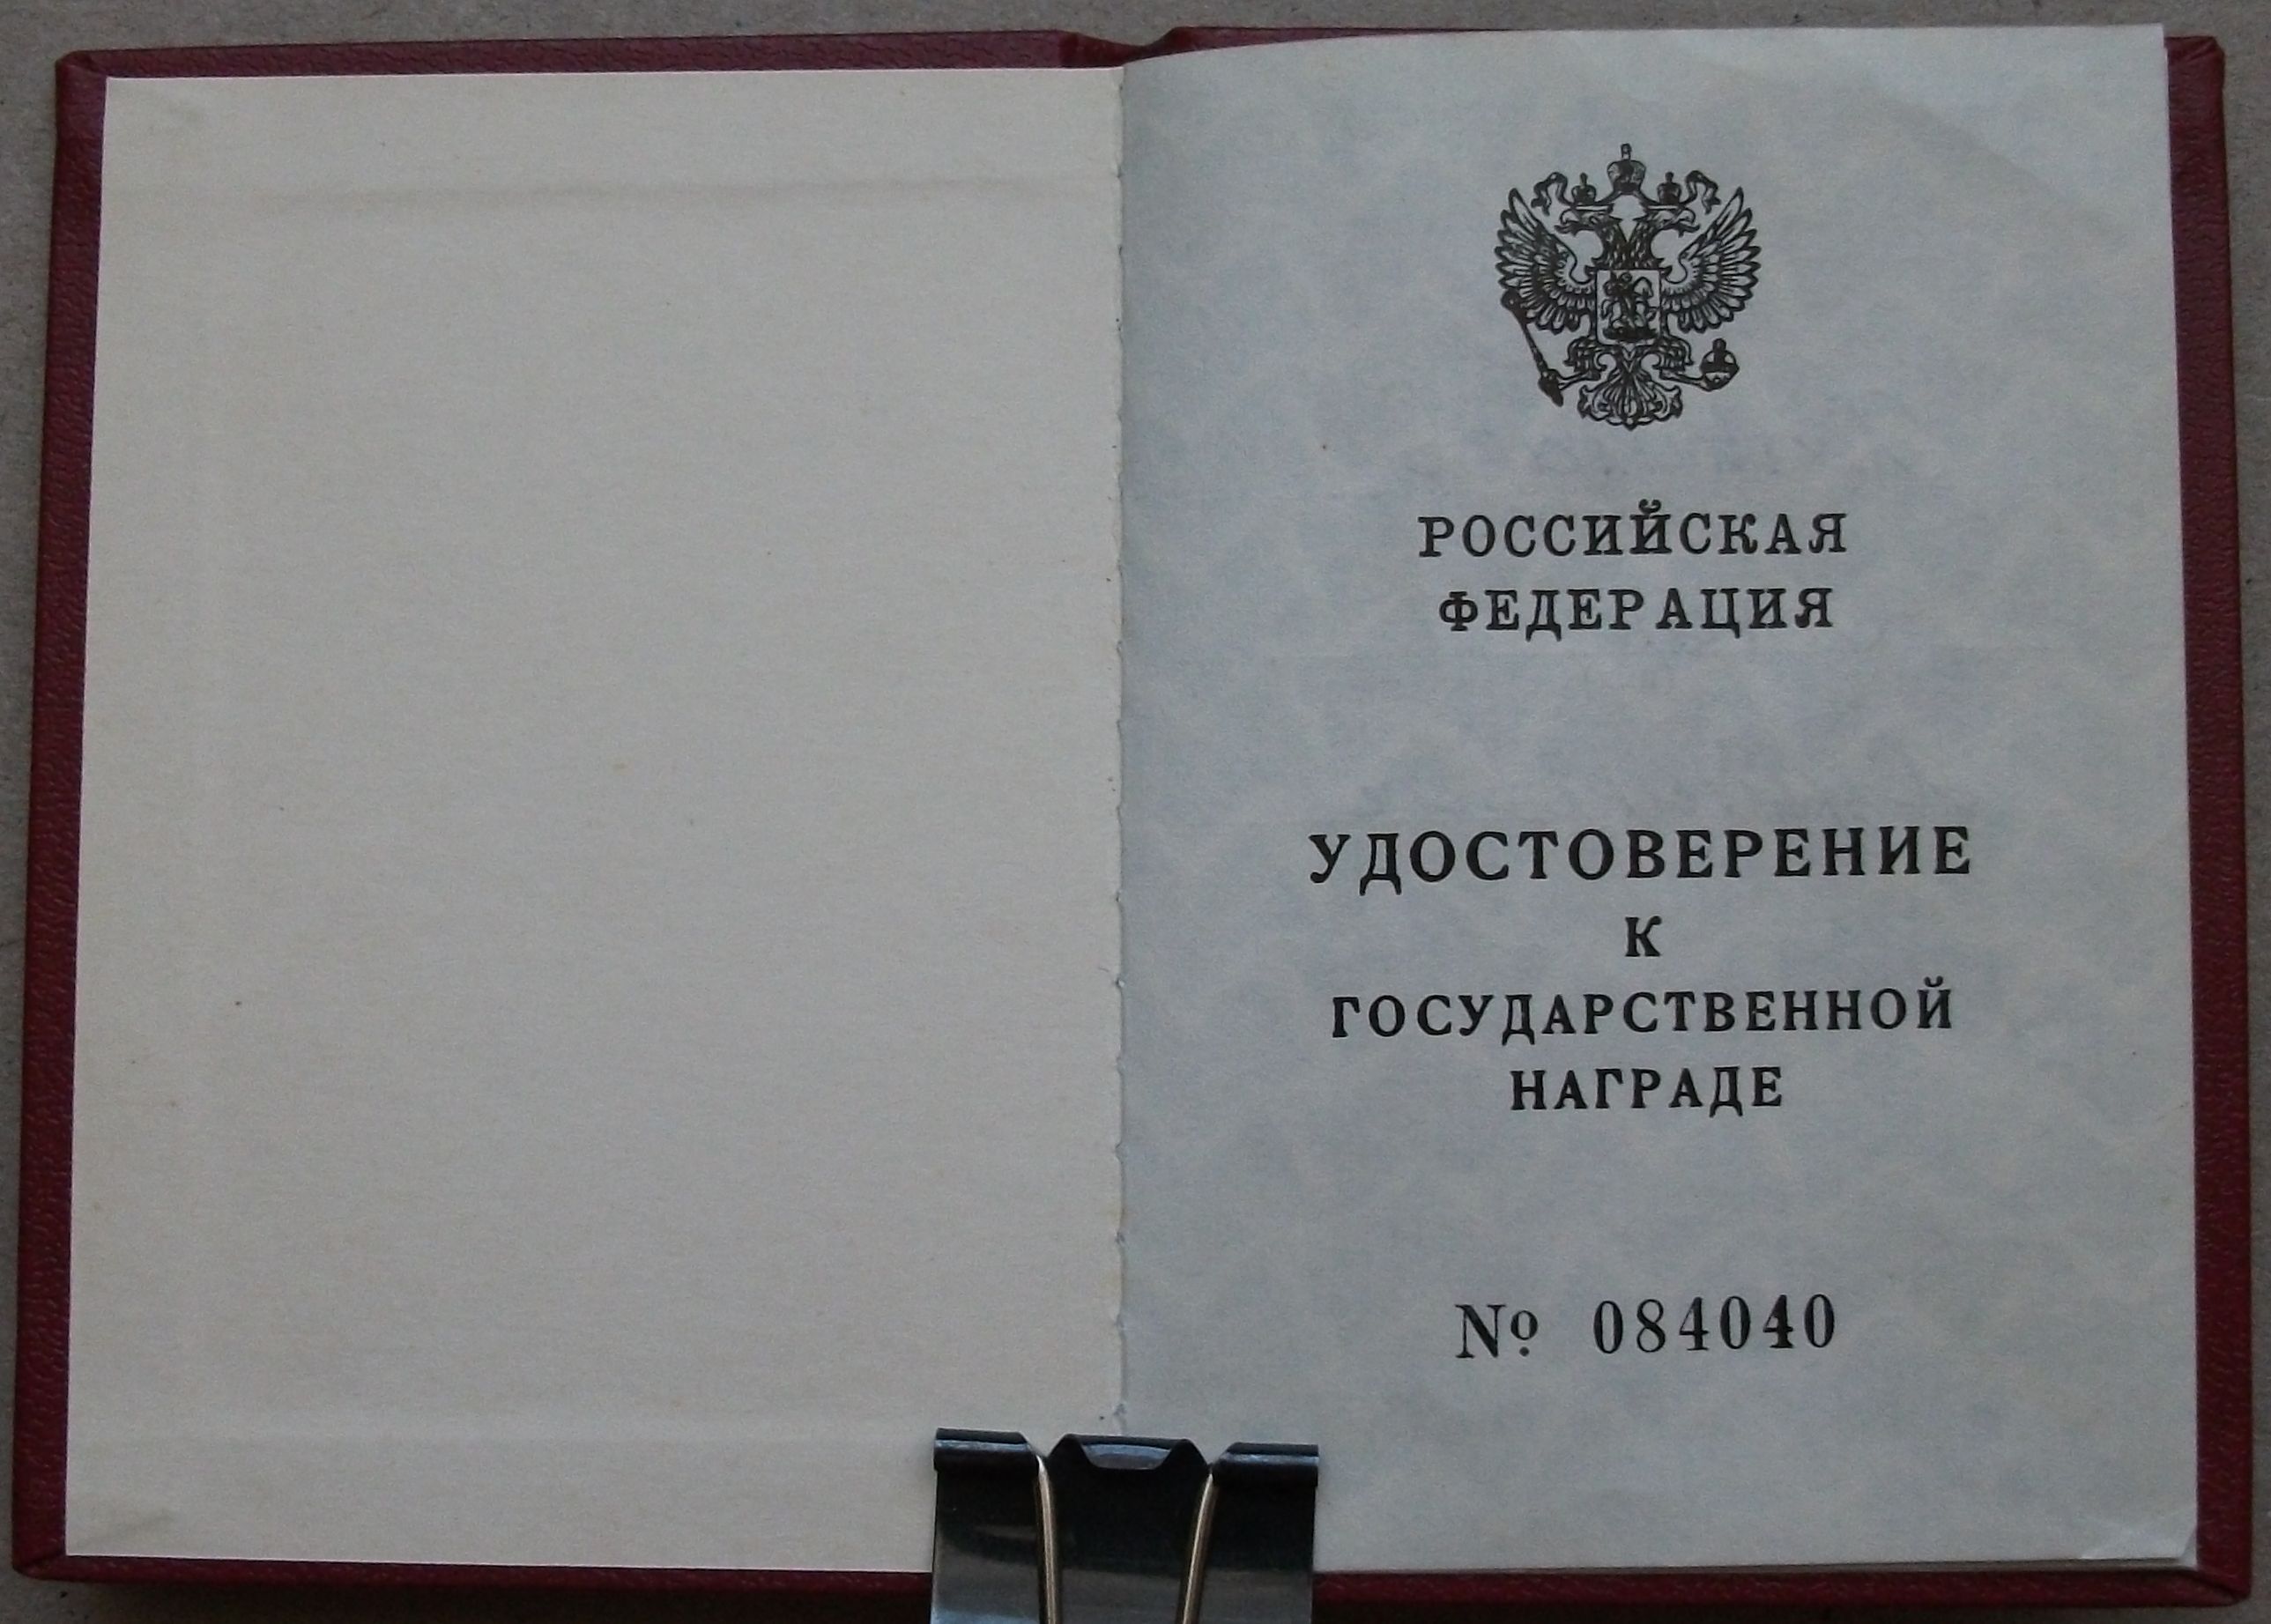 РОССИЙСКАЯ
ФЕДЕРАЦИЯ
УДОСТОВЕРЕНИЕ
К
ГОСУДАРСТВЕННОЙ
НАГРАДЕ
№ 084040